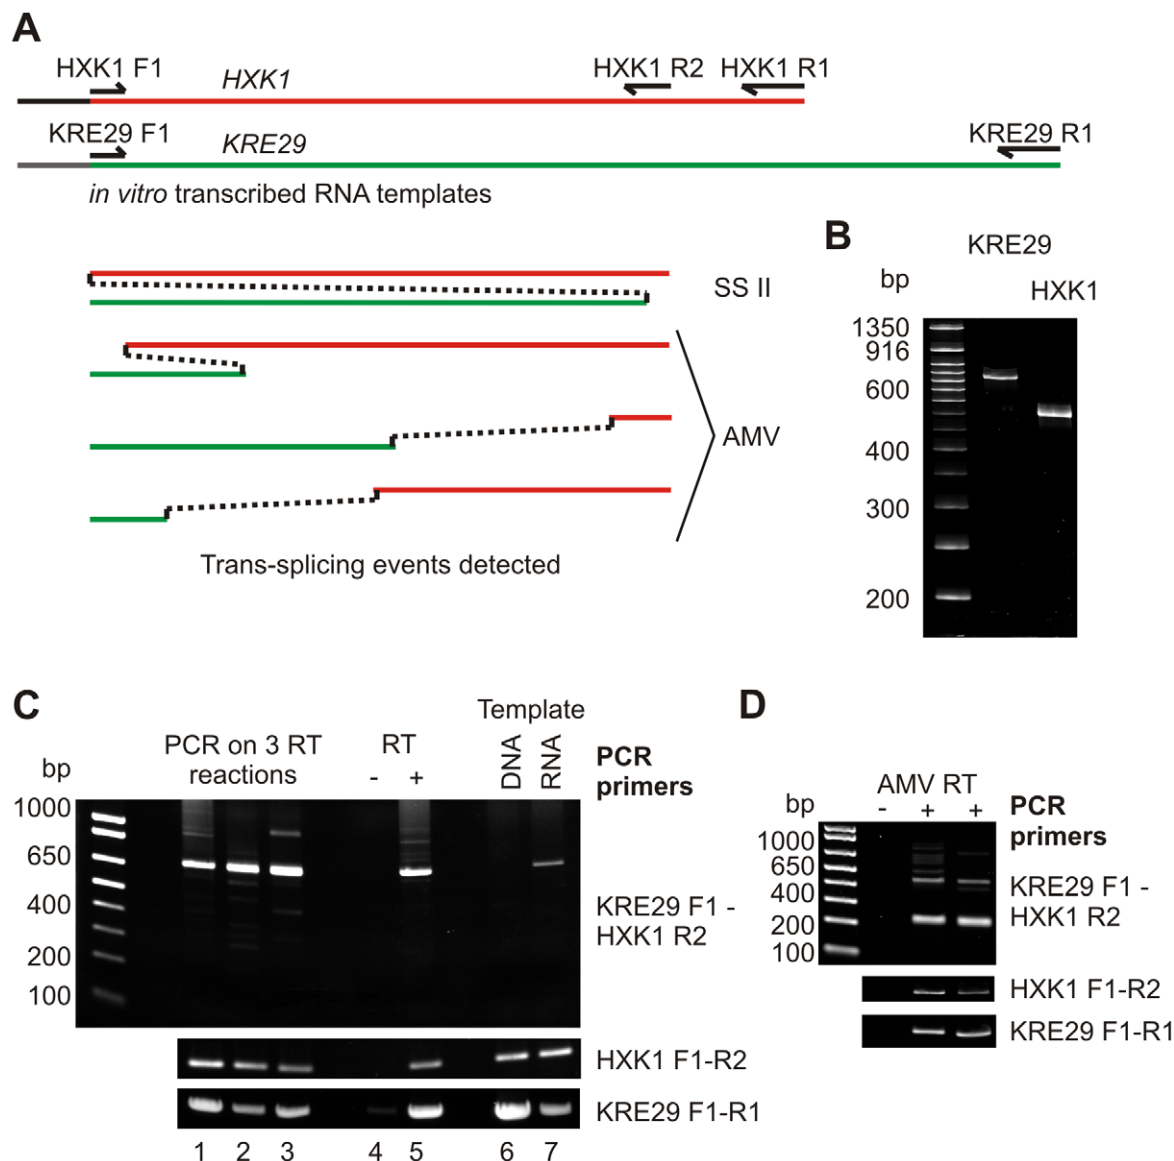 A
HXK1 F1
HXK1
HXK1 R2
HXK1 R1
KRE29 F1
KRE29
KRE29 R1
in vitro transcribed RNA templates
SS II
AMV
Trans-splicing events detected
B
KRE29
bp
HXK1
1350
916
600
400
300
200
C
Template
PCR on 3 RT
reactions
RT
- +
DNA
RNA
PCR
primers
bp
1000
650
400
200
100
KRE29 F1 -
HXK1 R2
HXK1 F1-R2
KRE29 F1-R1
1 2 3 4 5 6 7
D
AMV RT
bp
- + +
PCR
primers
1000
650
400
200
100
KRE29 F1 -
HXK1 R2
HXK1 F1-R2
KRE29 F1-R1